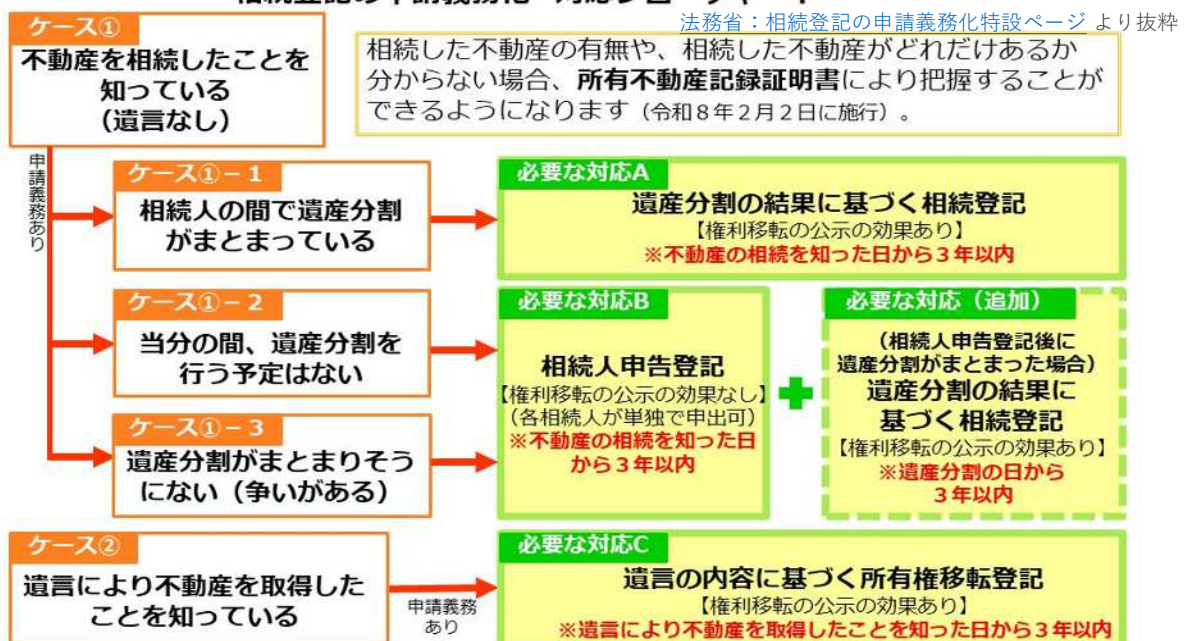 法務省：相続登記の申請義務化特設ページ より抜粋
ケース①
不動産を相続したことを
知っている
（遺言なし）
相続した不動産の有無や、相続した不動産がどれだけあるか
分からない場合、所有不動産記録証明書により把握することが
できるようになります（令和８年２月２日に施行）。
申請義務あり
ケース①－１
相続人の間で遺産分割
がまとまっている
必要な対応A
遺産分割の結果に基づく相続登記
【権利移転の公示の効果あり】
※不動産の相続を知った日から３年以内
ケース①－２
当分の間、遺産分割を
行う予定はない
ケース①－３
遺産分割がまとまりそう
にない（争いがある）
必要な対応B
相続人申告登記
【権利移転の公示の効果なし】
（各相続人が単独で申出可）
※不動産の相続を知った日
から３年以内
必要な対応（追加）
（相続人申告登記後に
遺産分割がまとまった場合）
遺産分割の結果に
基づく相続登記
【権利移転の公示の効果あり】
※遺産分割の日から
３年以内
ケース②
遺言により不動産を取得した
ことを知っている
申請義務
あり
必要な対応C
遺言の内容に基づく所有権移転登記
【権利移転の公示の効果あり】
※遺言により不動産を取得したことを知った日から３年以内